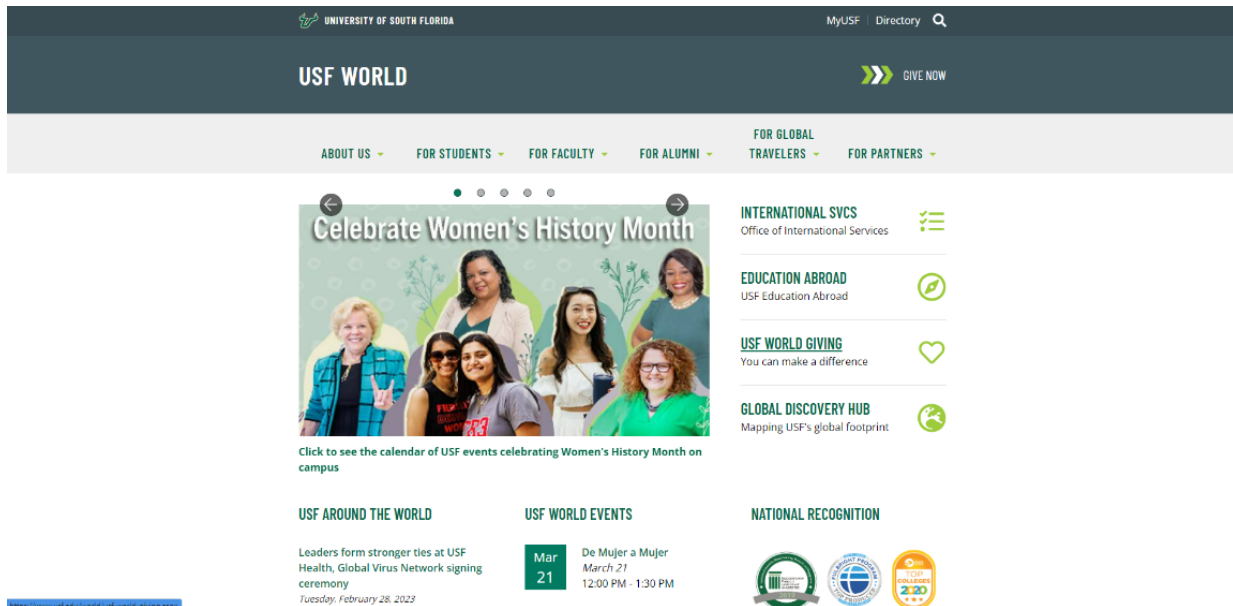 UNIVERSITY OF SOUTH FLORIDA
MyUSF
Directory
USF WORLD
GIVE NOW
ABOUT US
FOR STUDENTS
FOR FACULTY
FOR ALUMNI
FOR GLOBAL
TRAVELERS
FOR PARTNERS
Celebrate Women's History Month
Click to see the calendar of USF events celebrating Women's History Month on
campus
INTERNATIONAL SVCS
Office of International Services
EDUCATION ABROAD
USF Education Abroad
USF WORLD GIVING
You can make a difference
GLOBAL DISCOVERY HUB
Mapping USF's global footprint
USF AROUND THE WORLD
Leaders form stronger ties at USF
Health, Global Virus Network signing
ceremony
Tuesday, February 28, 2023
USF WORLD EVENTS
Mar
21
De Mujer a Mujer
March 21
12:00 PM - 1:30 PM
NATIONAL RECOGNITION
FULBRIGHT PROGRAM
TOP PRODUCER
TOP
COLLEGES
2020